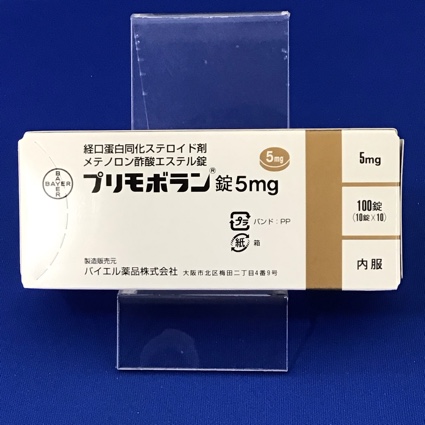 経口蛋白同化ステロイド剤
メテノロン酢酸エステル錠
プリモボラン®錠5mg
BAYER
BAYER
5mg
プラ
バンド：PP
紙
箱
製造販売元
バイエル薬品株式会社 大阪市北区梅田二丁目4番9号
5mg
100錠
(10錠×10)
内服